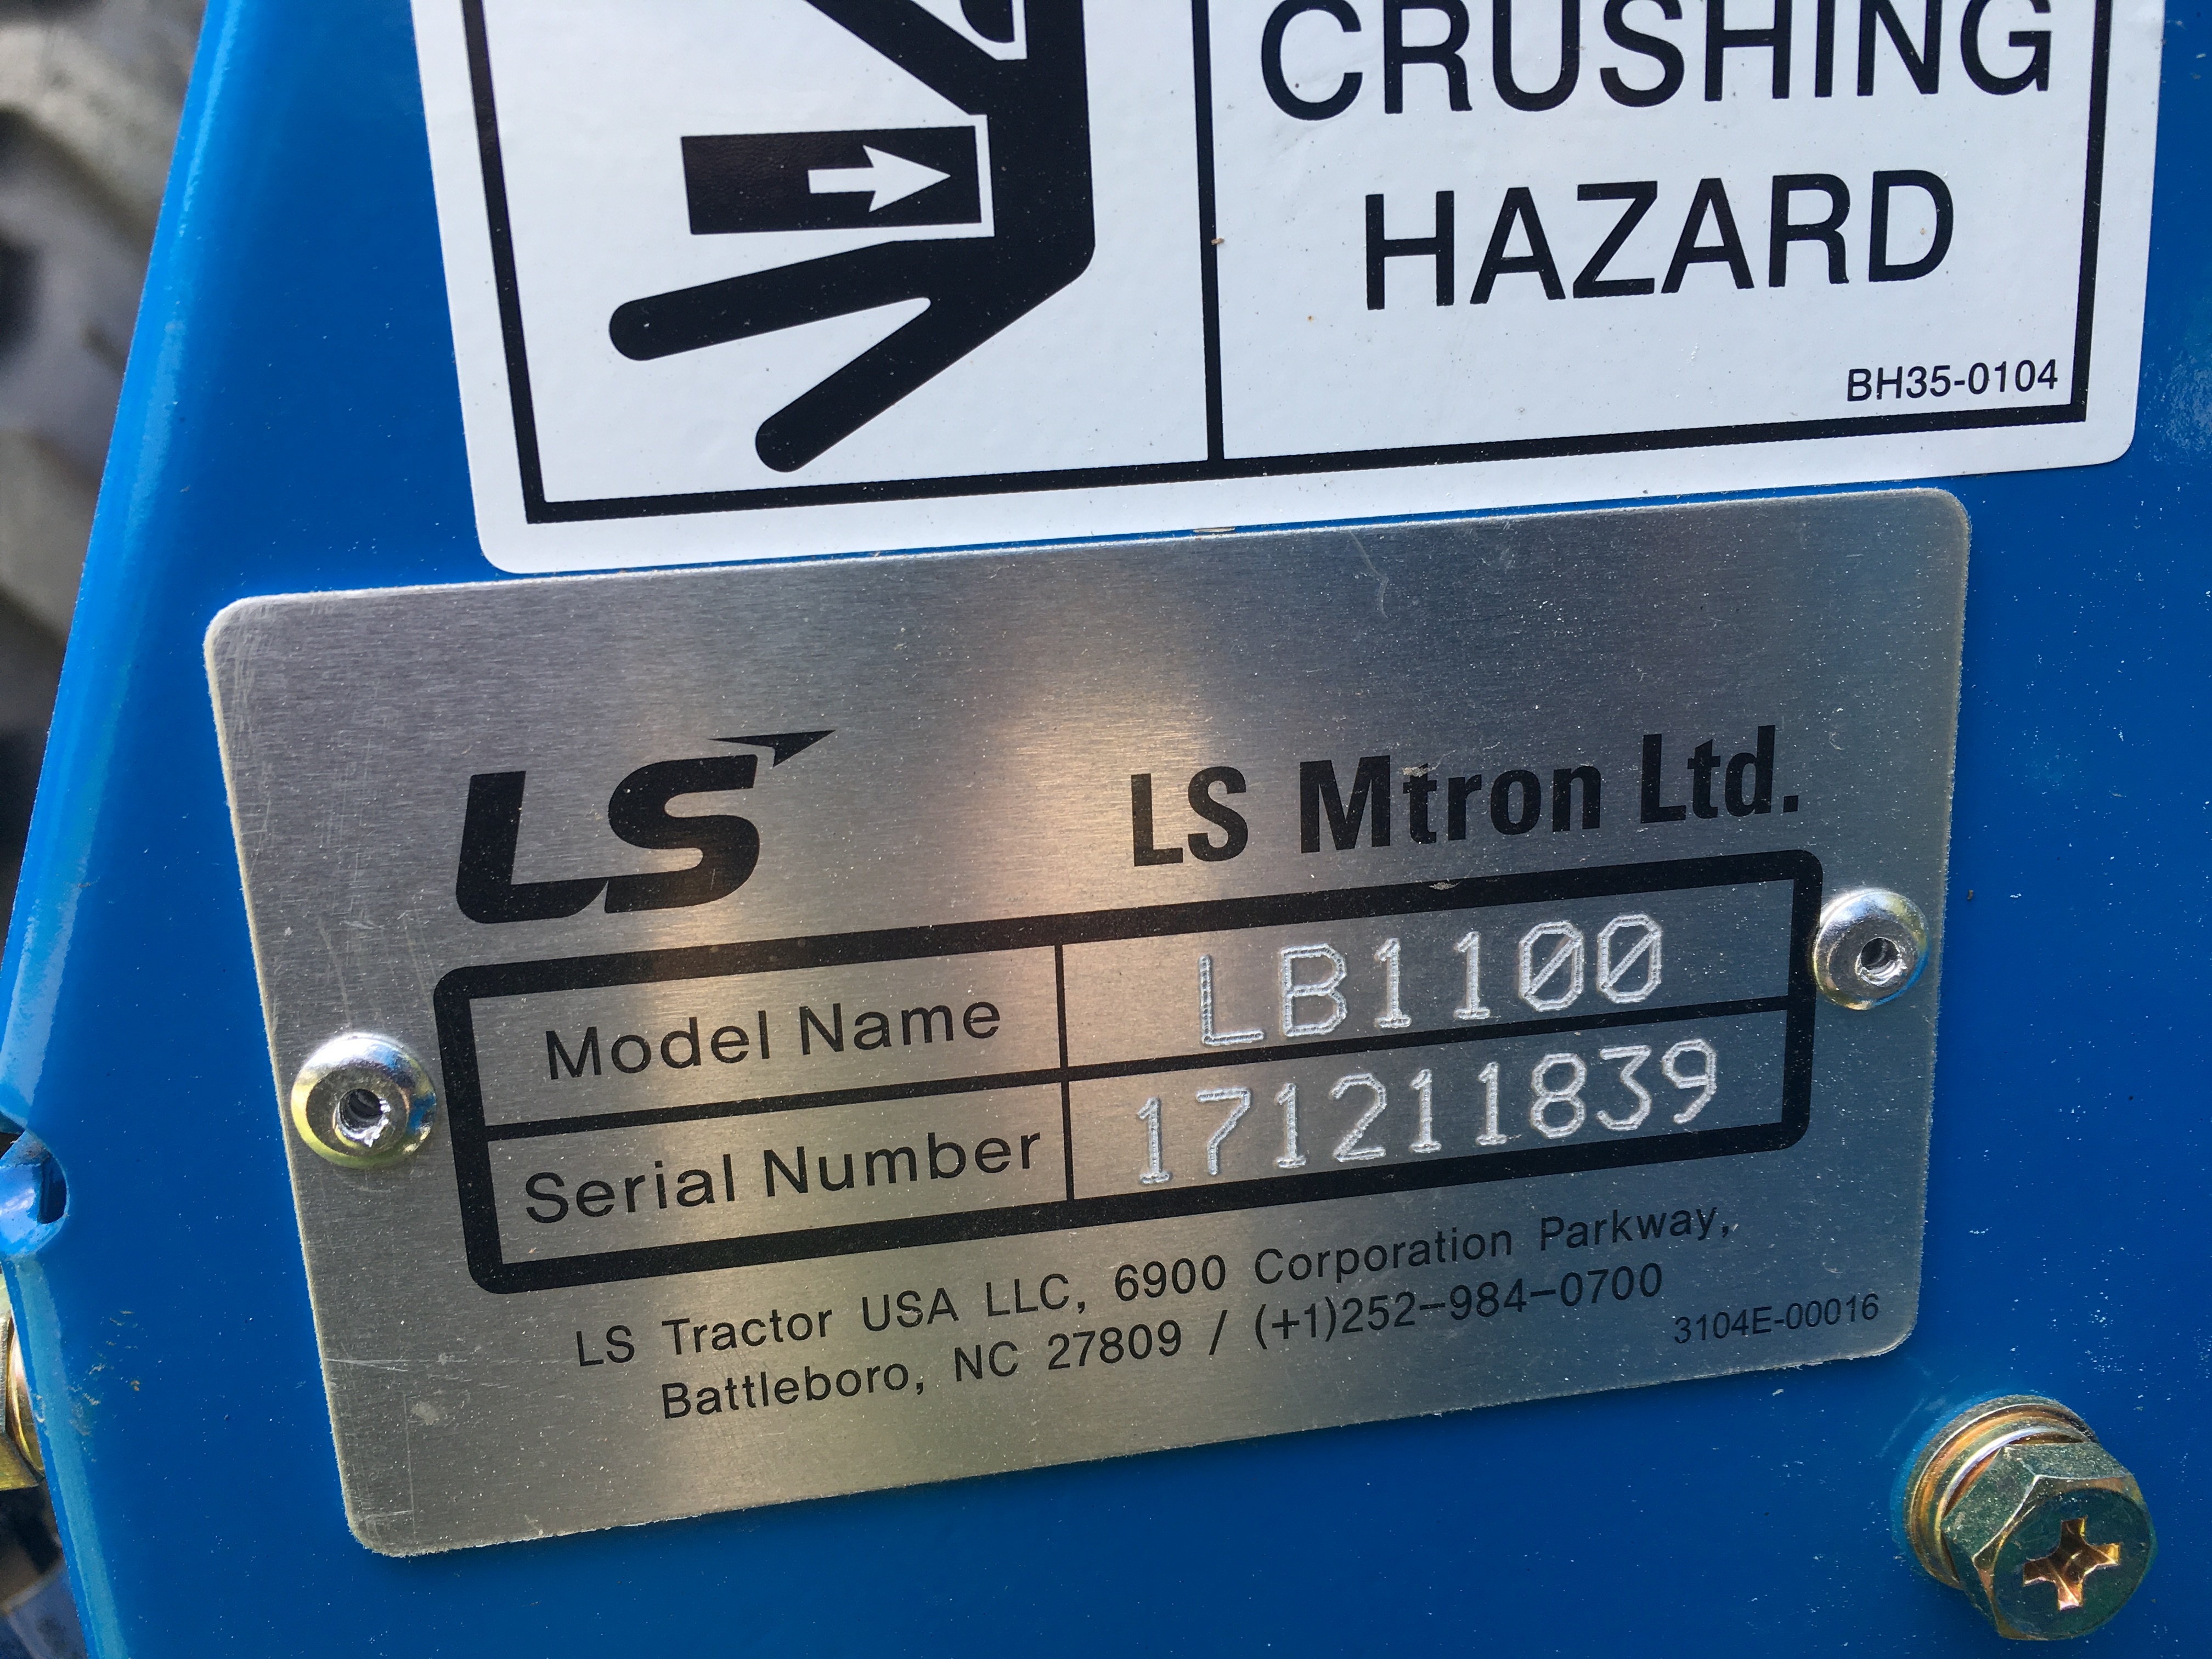 CRUSHING
HAZARD
BH35-0104
LS LS Mtron Ltd.
Model Name LB1100
Serial Number 171211839
LS Tractor USA LLC, 6900 Corporation Parkway,
Battleboro, NC 27809 / (+1)252-984-0700
3104E-00016